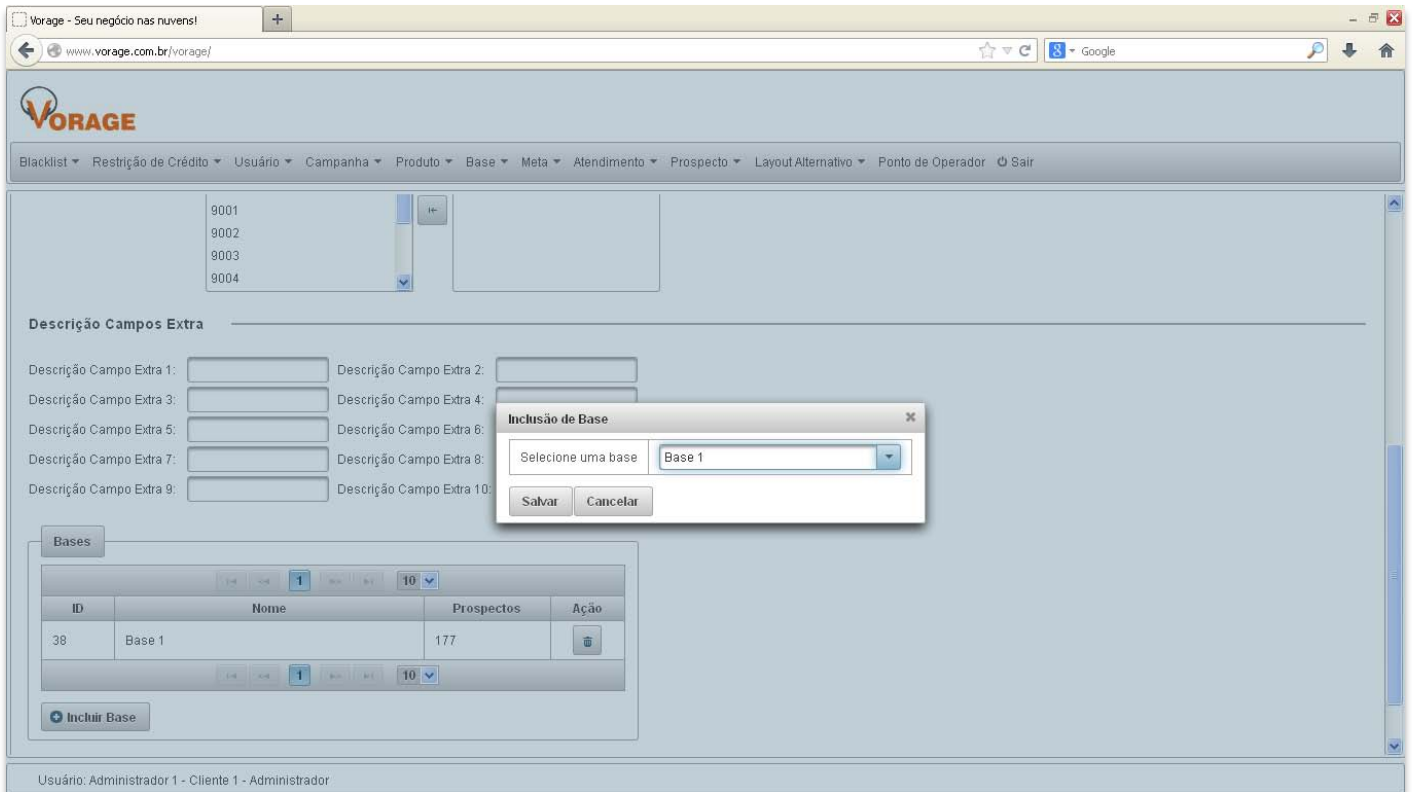 Vorage - Seu negócio nas nuvens!
www.vorage.com.br/vorage/
Google
VORAGE
Blacklist Restrição de Crédito Usuário Campanha Produto Base Meta Atendimento Prospecto Layout Alternativo Ponto de Operador Sair
9001
9002
9003
9004
Descrição Campos Extra
Descrição Campo Extra 1: Descrição Campo Extra 2:
Descrição Campo Extra 3: Descrição Campo Extra 4:
Descrição Campo Extra 5: Descrição Campo Extra 6:
Descrição Campo Extra 7: Descrição Campo Extra 8:
Descrição Campo Extra 9: Descrição Campo Extra 10:
Inclusão de Base
Selecione uma base Base 1
Salvar Cancelar
Bases
1 10
ID Nome Prospectos Ação
38 Base 1 177
1 10
Incluir Base
Usuário: Administrador 1 - Cliente 1 - Administrador